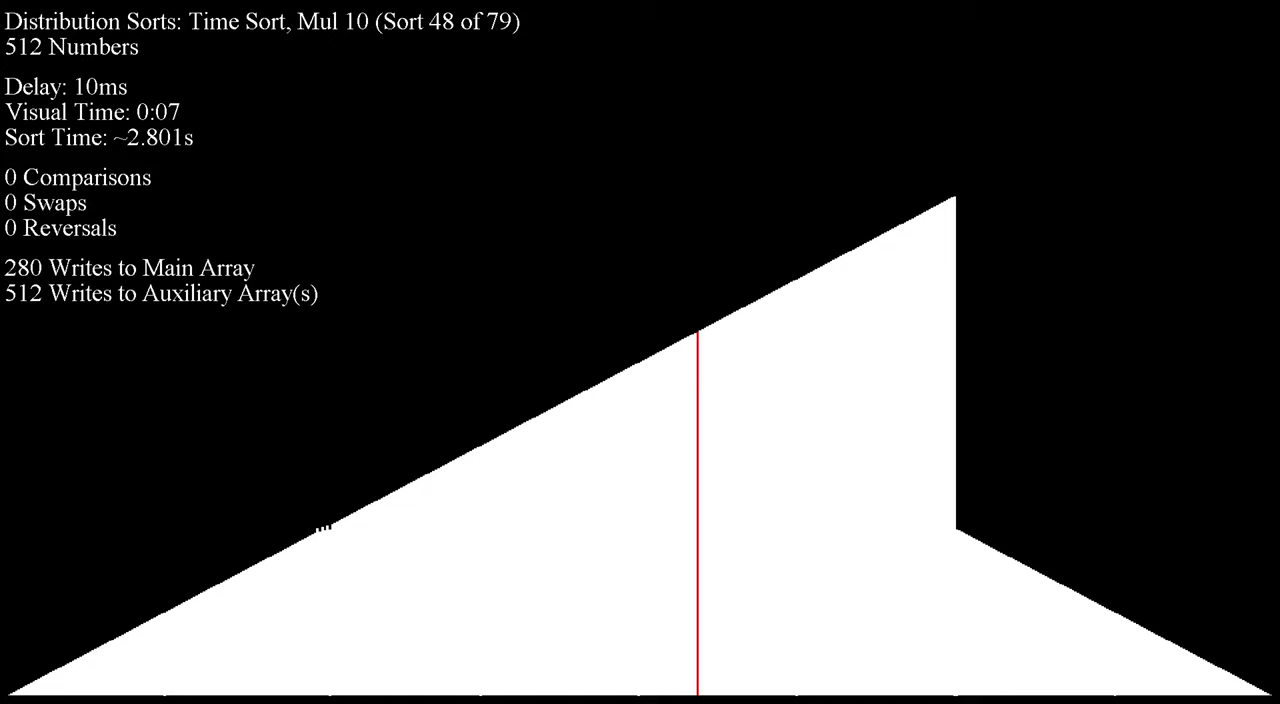 Distribution Sorts: Time Sort, Mul 10 (Sort 48 of 79)
512 Numbers
Delay: 10ms
Visual Time: 0:07
Sort Time: ~2.801s
0 Comparisons
0 Swaps
0 Reversals
280 Writes to Main Array
512 Writes to Auxiliary Array(s)